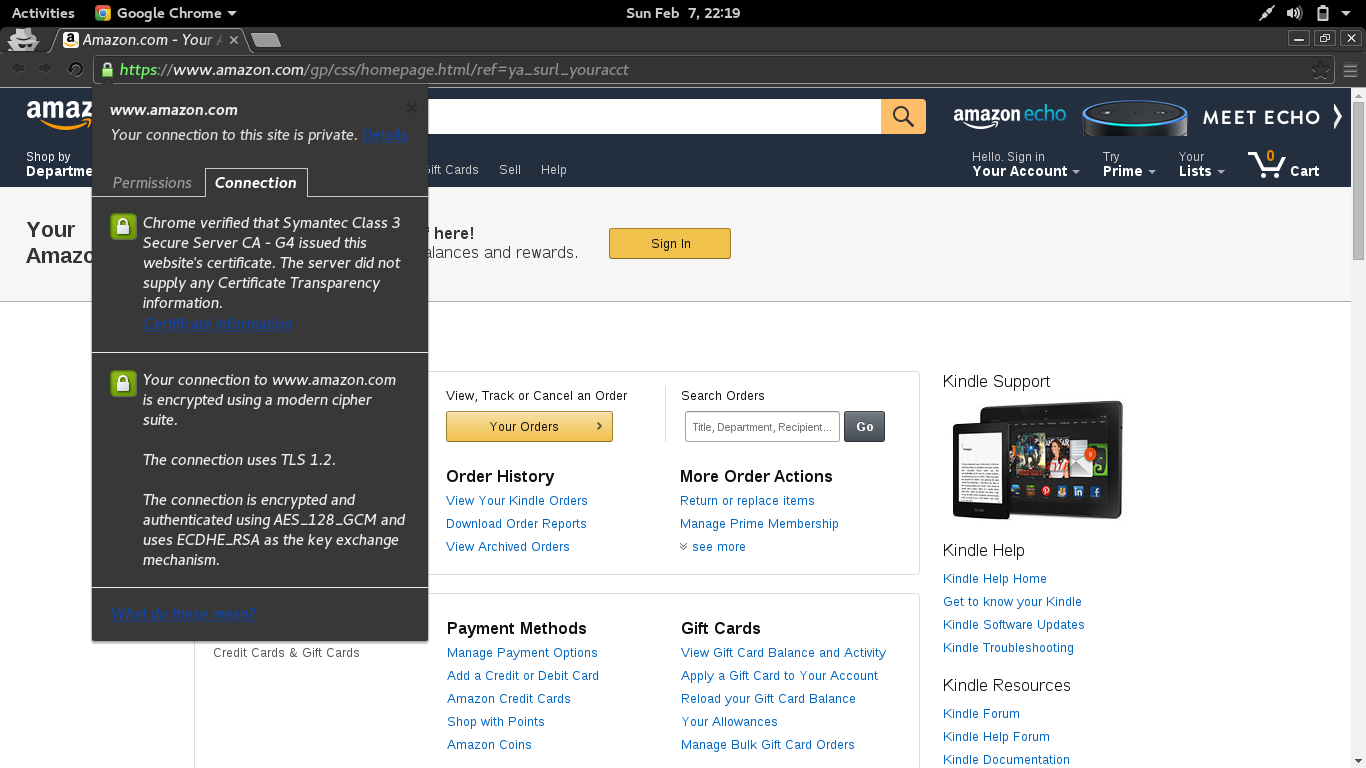 Activities Google Chrome Sun Feb 7, 22:19
Amazon.com - Your
https://www.amazon.com/gp/css/homepage.html/ref=ya_surl_youracct
www.amazon.com
Your connection to this site is private. Details
Permissions Connection
Chrome verified that Symantec Class 3
Secure Server CA - G4 issued this
website's certificate. The server did not
supply any Certificate Transparency
information.
Certificate information
Your connection to www.amazon.com
is encrypted using a modern cipher
suite.
The connection uses TLS 1.2.
The connection is encrypted and
authenticated using AES_128_GCM and
uses ECDHE_RSA as the key exchange
mechanism.
What do these mean?
amaz
amazon echo MEET ECHO
Shop by
Departme
ift Cards Sell Help
Hello. Sign in
Your Account
Try
Prime
Your
Lists
0
Cart
Your
Amazo
f here!
alances and rewards.
Sign In
View, Track or Cancel an Order
Your Orders
Search Orders
Title, Department, Recipient... Go
Order History
View Your Kindle Orders
Download Order Reports
View Archived Orders
More Order Actions
Return or replace items
Manage Prime Membership
see more
Credit Cards & Gift Cards
Payment Methods
Manage Payment Options
Add a Credit or Debit Card
Amazon Credit Cards
Shop with Points
Amazon Coins
Gift Cards
View Gift Card Balance and Activity
Apply a Gift Card to Your Account
Reload your Gift Card Balance
Your Allowances
Manage Bulk Gift Card Orders
Kindle Support
Kindle Help
Kindle Help Home
Get to know your Kindle
Kindle Software Updates
Kindle Troubleshooting
Kindle Resources
Kindle Forum
Kindle Help Forum
Kindle Documentation